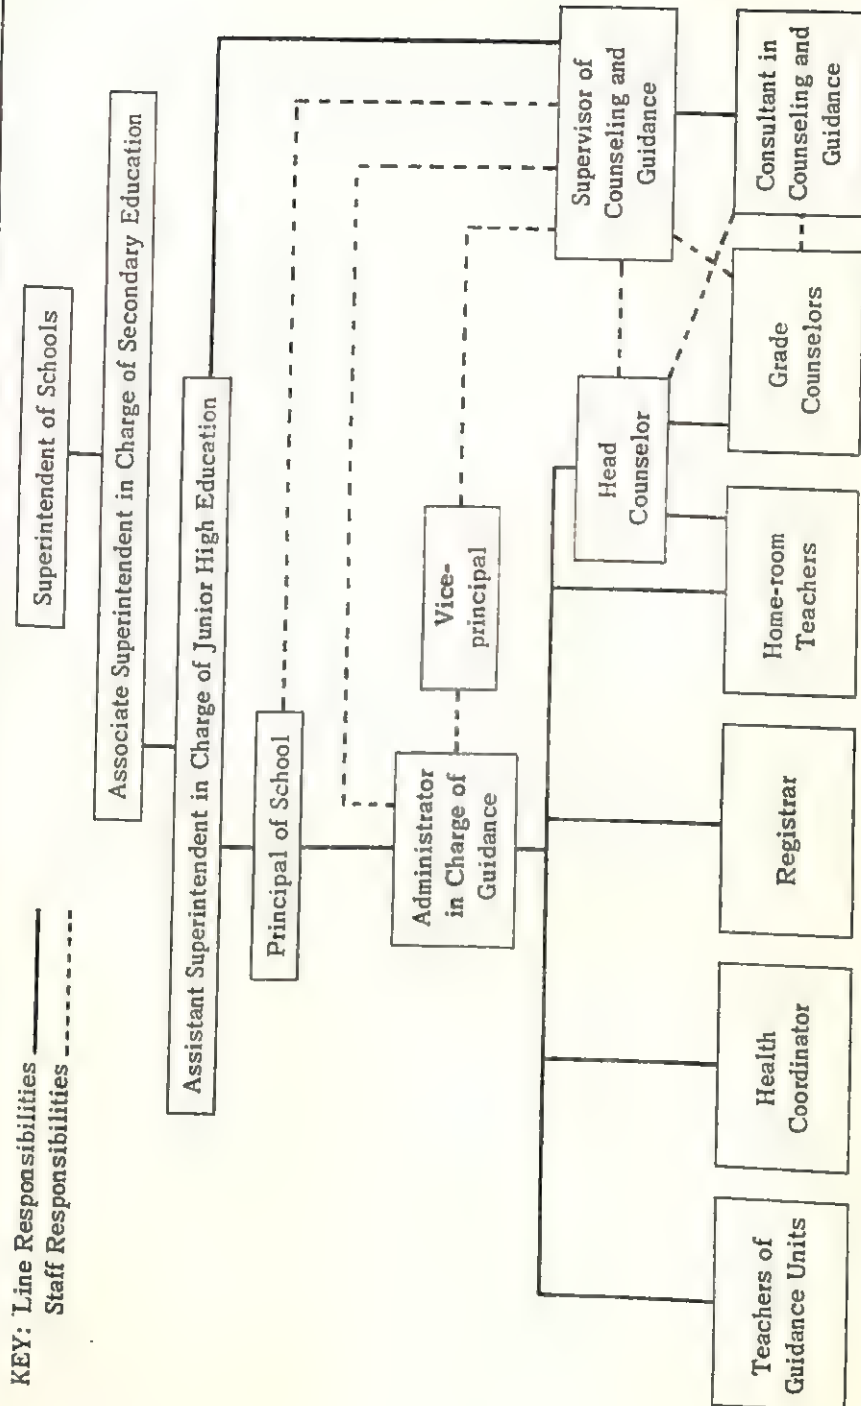 KEY: Line Responsibilities
Staff Responsibilities
Superintendent of Schools
Associate Superintendent in Charge of Secondary Education
Assistant Superintendent in Charge of Junior High Education
Principal of School
Administrator
in Charge of
Guidance
Vice-
principal
Supervisor of
Counseling and
Guidance
Head
Counselor
Teachers of
Guidance Units
Health
Coordinator
Registrar
Home-room
Teachers
Grade
Counselors
Consultant in
Counseling and
Guidance